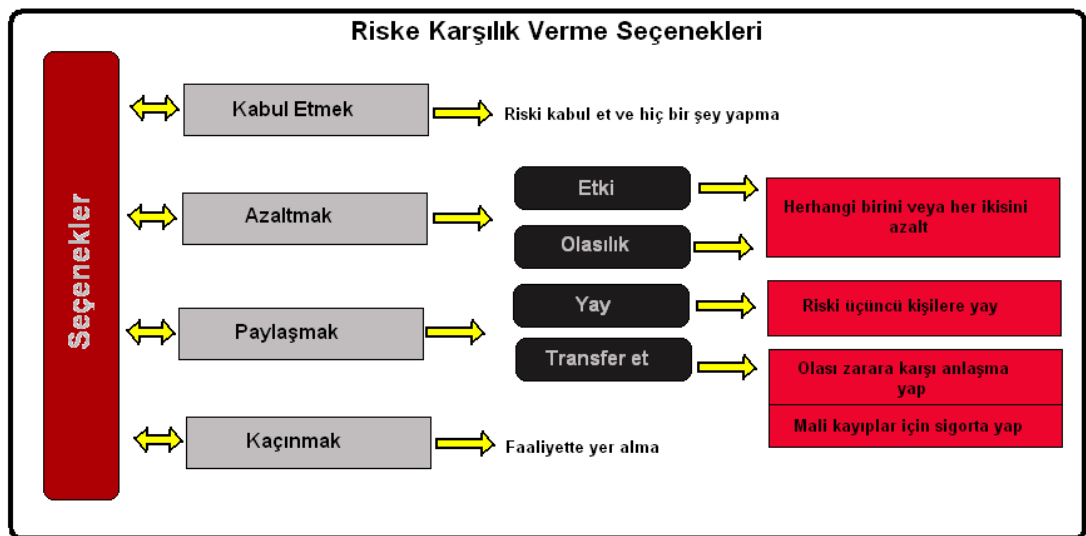 Riske Karşılık Verme Seçenekleri
Seçenekler
Kabul Etmek
Riski kabul et ve hiç bir şey yapma
Azaltmak
Etki
Olasılık
Herhangi birini veya her ikisini
azalt
Paylaşmak
Yay
Riski üçüncü kişilere yay
Transfer et
Olası zarara karşı anlaşma
yap
Mali kayıplar için sigorta yap
Kaçınmak
Faaliyette yer alma